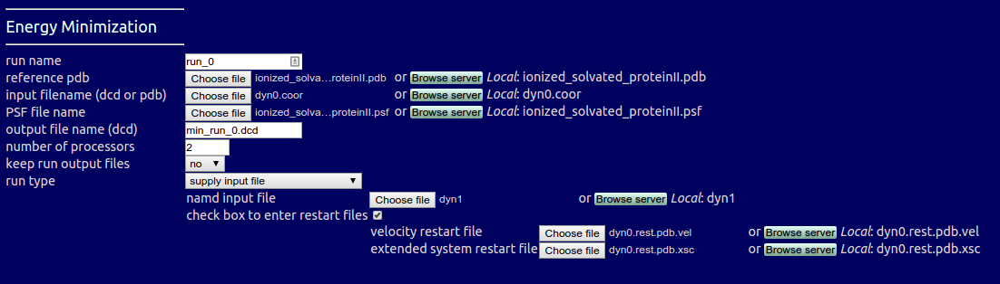 Energy Minimization
run name run_0
reference pdb Choose file ionized_solva…roteinII.pdb or Browse server Local: ionized_solvated_proteinII.pdb
input filename (dcd or pdb) Choose file dyn0.coor or Browse server Local: dyn0.coor
PSF file name Choose file ionized_solva…proteinII.psf or Browse server Local: ionized_solvated_proteinII.psf
output file name (dcd) min_run_0.dcd
number of processors 2
keep run output files no
run type supply input file
namd input file Choose file dyn1 or Browse server Local: dyn1
check box to enter restart files
velocity restart file Choose file dyn0.rest.pdb.vel or Browse server Local: dyn0.rest.pdb.vel
extended system restart file Choose file dyn0.rest.pdb.xsc or Browse server Local: dyn0.rest.pdb.xsc